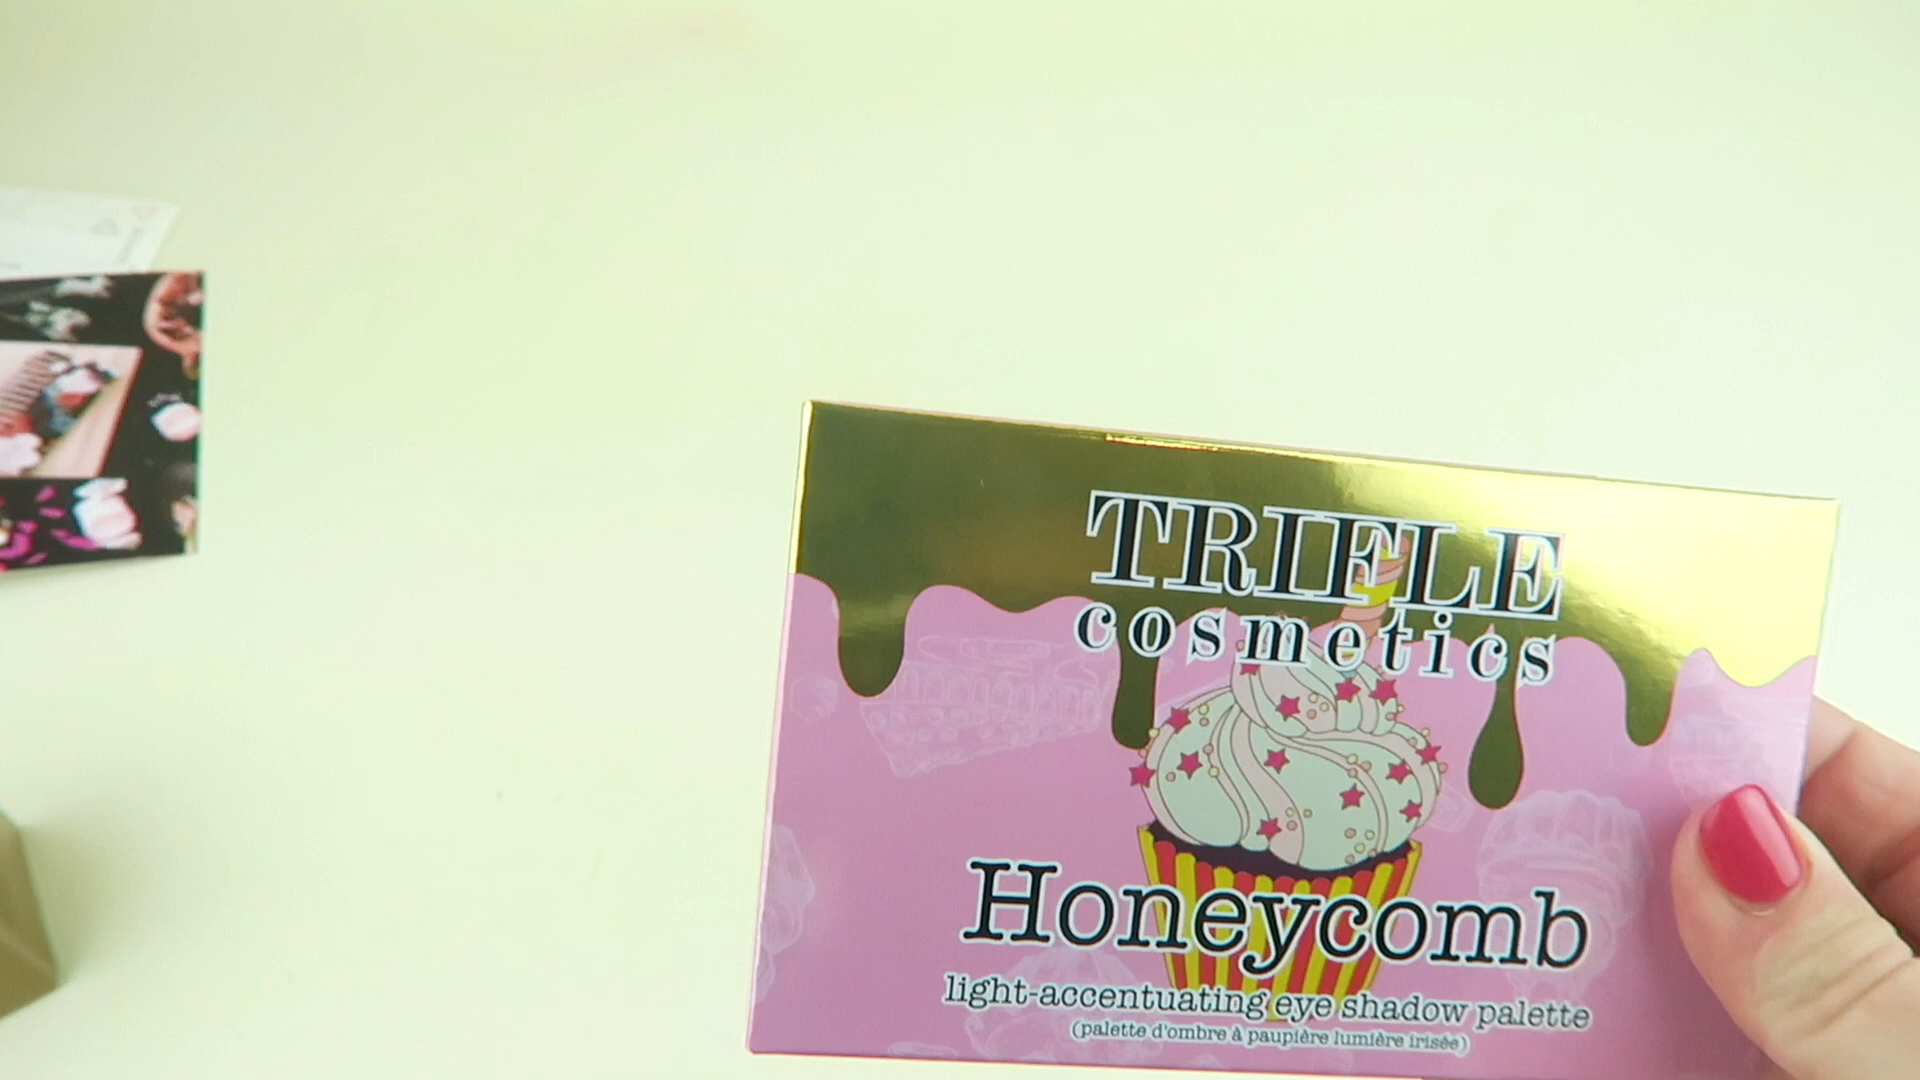 TRIFLE
cosmetics
Honeycomb
light-accentuating eye shadow palette
(palette d'ombre à paupière lumière irisée)